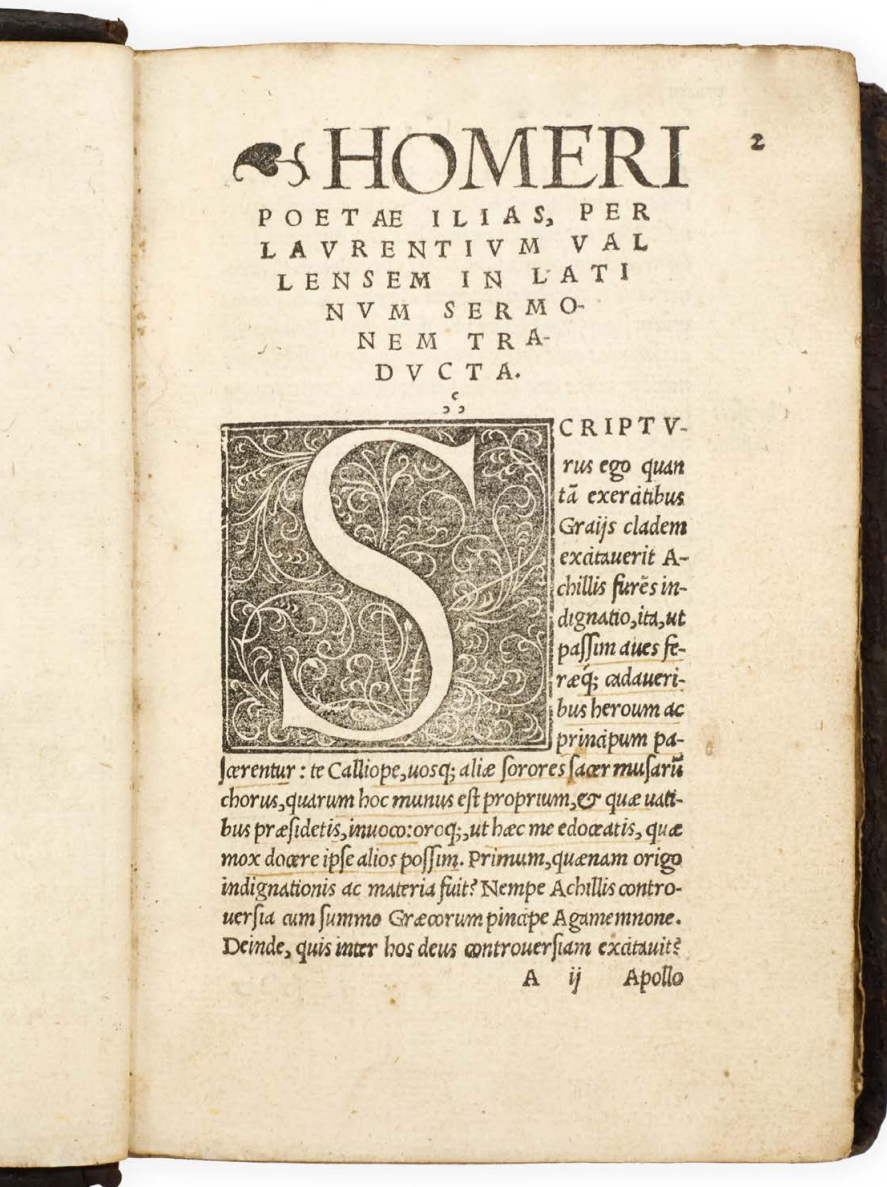 HOMERI
2
POETAE ILIAS, PER
LAVRENTIVM VAL
LENSEM IN LATI
NVM SERMO-
NEM TRA-
DVCTA.
SCRIPTV-
rus ego quan
tã exercitibus
Graijs cladem
excitauerit A-
chillis furẽs in-
dignatio, ita, ut
paſſim aues fe-
ræq́; cadaueri-
bus heroum ac
principum pa-
ſcerentur : te Calliope, uosq; aliæ ſorores ſacer muſarũ
chorus, quarum hoc munus eſt proprium, & quæ uati-
bus præſidetis, inuoco: oroq;, ut hæc me edoceatis, quæ
mox docere ipſe alios poſſim. Primum, quænam origo
indignationis ac materia fuit? Nempe Achillis contro-
uerſia cum ſummo Græcorum pincipe Agamemnone.
Deinde, quis inter hos deus controuerſiam excitauit?
A ij Apollo